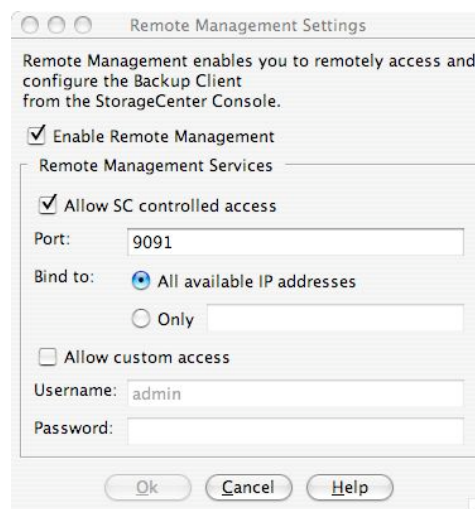 Remote Management Settings
Remote Management enables you to remotely access and
configure the Backup Client
from the StorageCenter Console.
Enable Remote Management
Remote Management Services
Allow SC controlled access
Port: 9091
Bind to: All available IP addresses
Only
Allow custom access
Username: admin
Password:
Ok Cancel Help